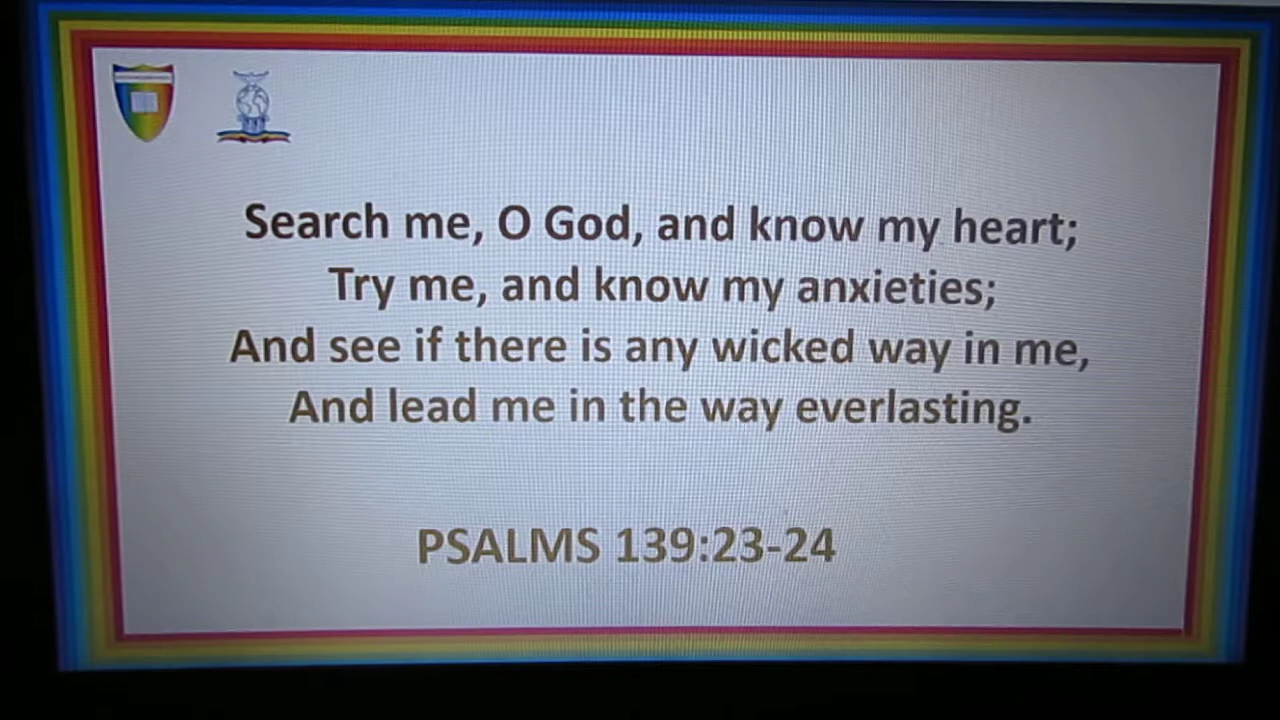 Search me, O God, and know my heart;
Try me, and know my anxieties;
And see if there is any wicked way in me,
And lead me in the way everlasting.
PSALMS 139:23-24